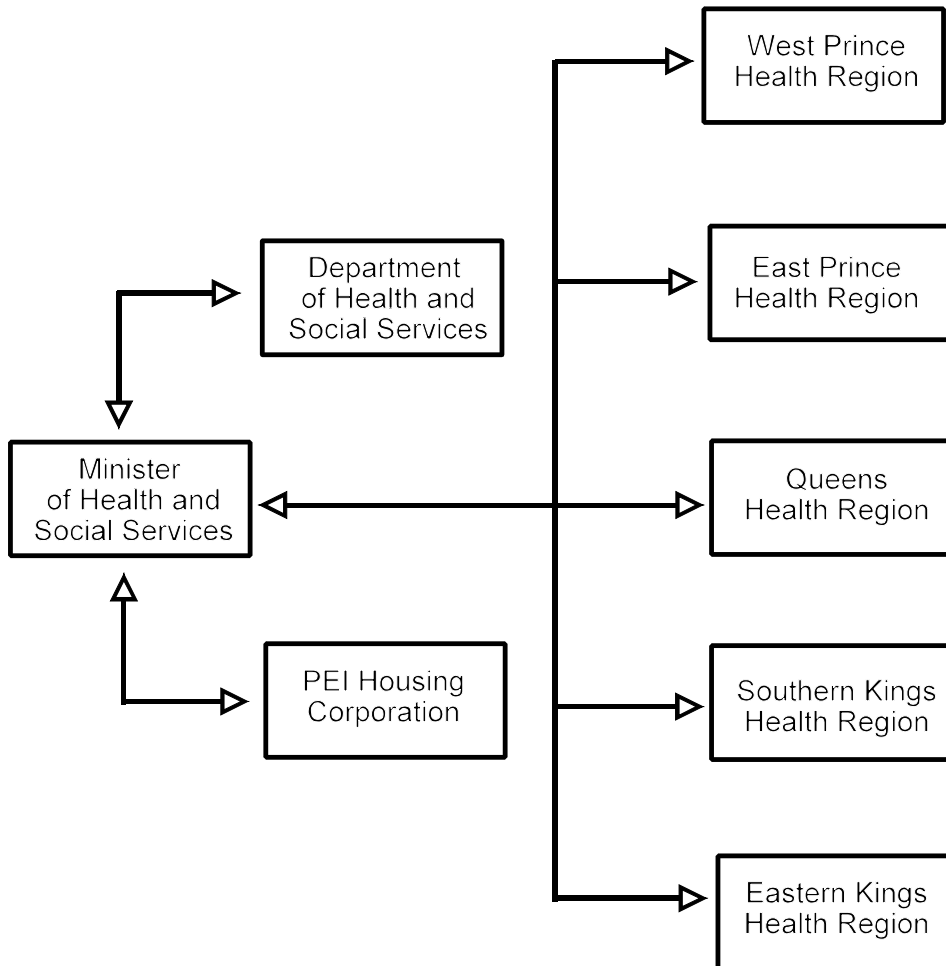 West Prince
Health Region
East Prince
Health Region
Department
of Health and
Social Services
Minister
of Health and
Social Services
Queens
Health Region
PEI Housing
Corporation
Southern Kings
Health Region
Eastern Kings
Health Region